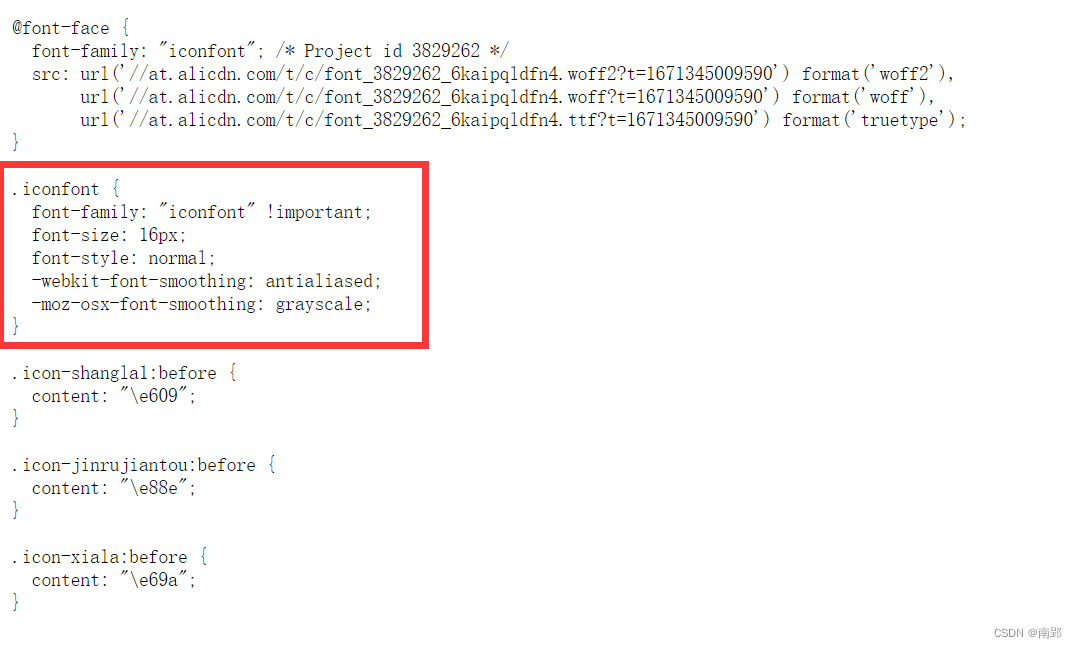 @font-face {
  font-family: "iconfont"; /* Project id 3829262 */
  src: url('//at.alicdn.com/t/c/font_3829262_6kaipqldfn4.woff2?t=1671345009590') format('woff2'),
       url('//at.alicdn.com/t/c/font_3829262_6kaipqldfn4.woff?t=1671345009590') format('woff'),
       url('//at.alicdn.com/t/c/font_3829262_6kaipqldfn4.ttf?t=1671345009590') format('truetype');
}
.iconfont {
  font-family: "iconfont" !important;
  font-size: 16px;
  font-style: normal;
  -webkit-font-smoothing: antialiased;
  -moz-osx-font-smoothing: grayscale;
}
.icon-shanglal:before {
  content: "\e609";
}
.icon-jinrujiantou:before {
  content: "\e88e";
}
.icon-xiala:before {
  content: "\e69a";
}
CSDN @南郢